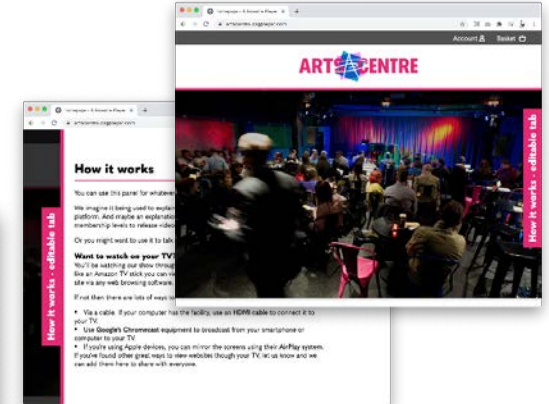 Account Basket
ARTS CENTRE
How it works - editable tab
How it works - editable tab
How it works
You can use this panel for whatever
We imagine it being used to explain
platform. And maybe an explanation
membership levels to release video
Or you might want to use it to talk
Want to watch on your TV?
You'll be watching our show through
like an Amazon TV stick you can vi
site via any web browsing software.
If not then there are lots of ways to
• Via a cable. If your computer has the facility, use an HDMI cable to connect it to
your TV.
• Use Google's Chromecast equipment to broadcast from your smartphone or
computer to your TV.
• If you're using Apple devices, you can mirror the screens using their AirPlay system.
If you've found other great ways to view websites though your TV, let us know and we
can add them here to share with everyone.